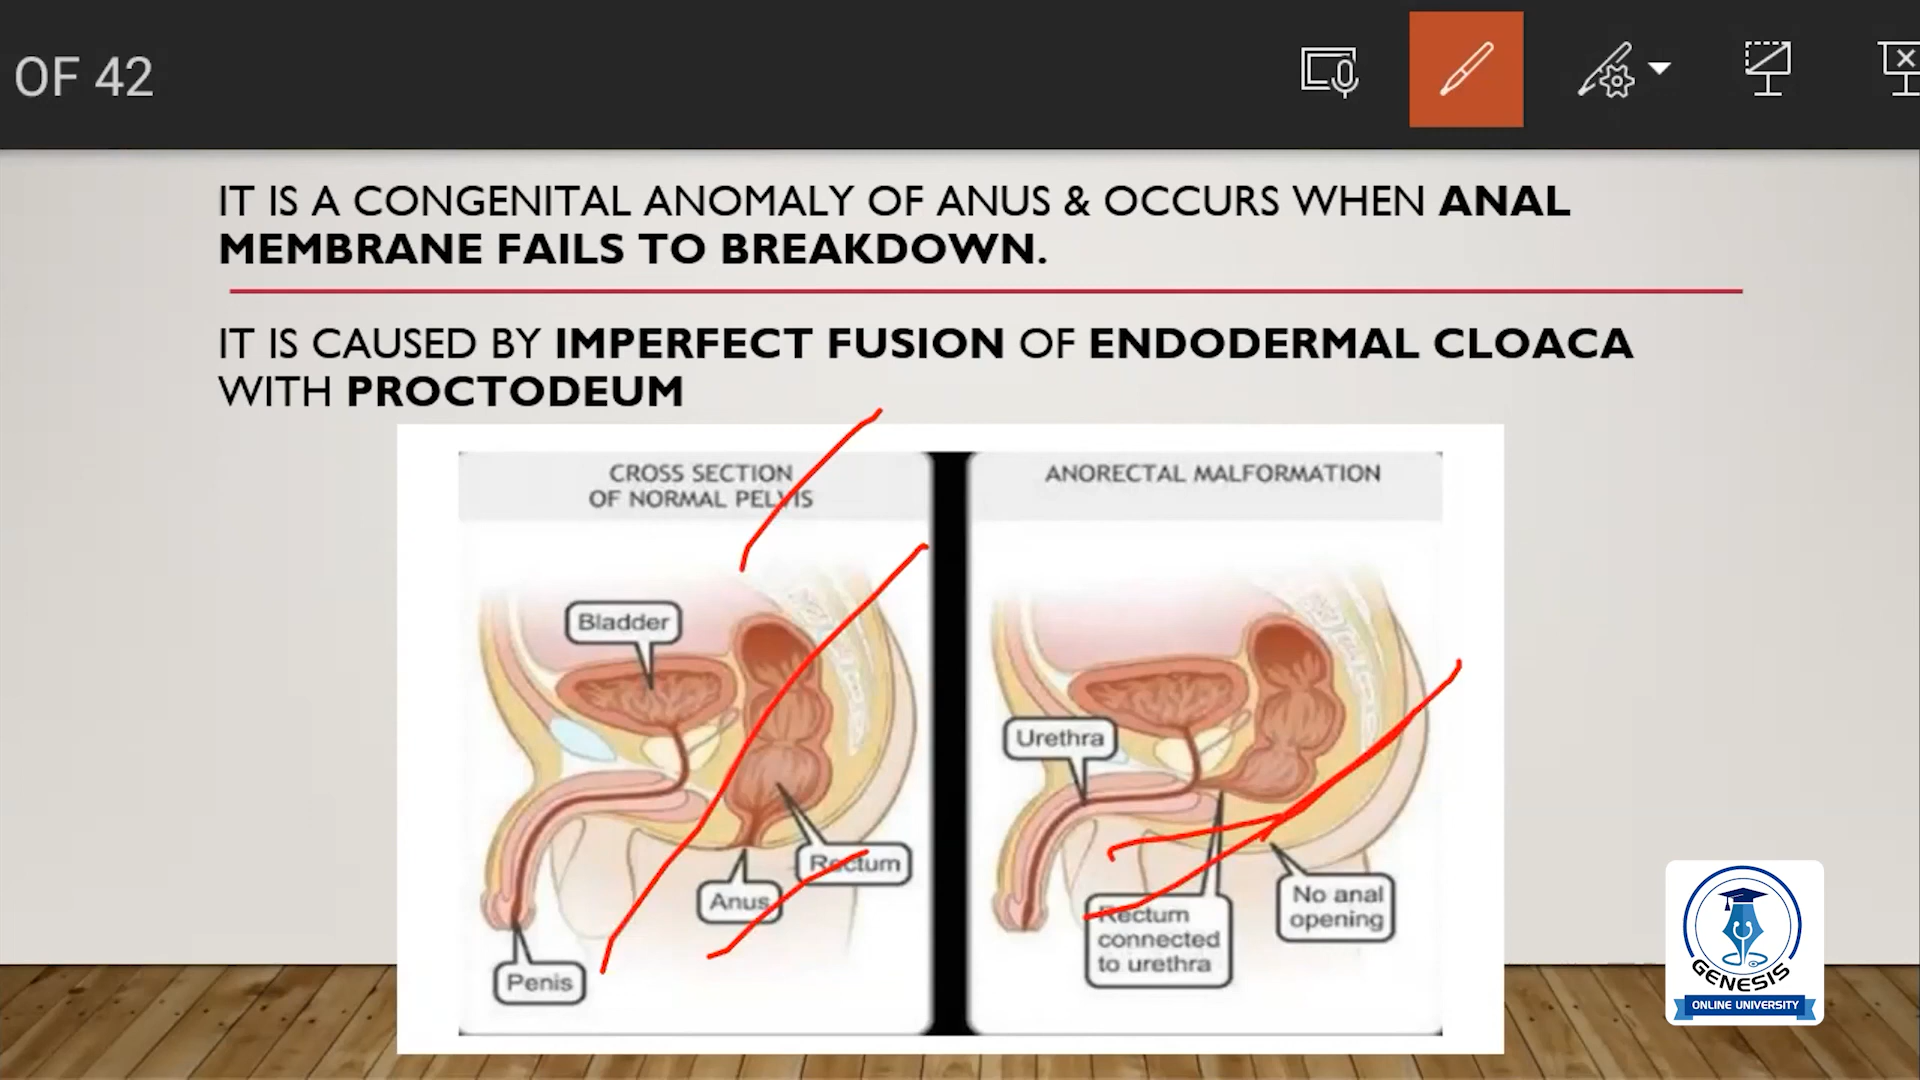 OF 42
IT IS A CONGENITAL ANOMALY OF ANUS & OCCURS WHEN ANAL
MEMBRANE FAILS TO BREAKDOWN.
IT IS CAUSED BY IMPERFECT FUSION OF ENDODERMAL CLOACA
WITH PROCTODEUM
CROSS SECTION
OF NORMAL PELVIS
Bladder
Rectum
Anus
Penis
ANORECTAL MALFORMATION
Urethra
No anal
opening
Rectum
connected
to urethra
GENESIS
ONLINE UNIVERSITY